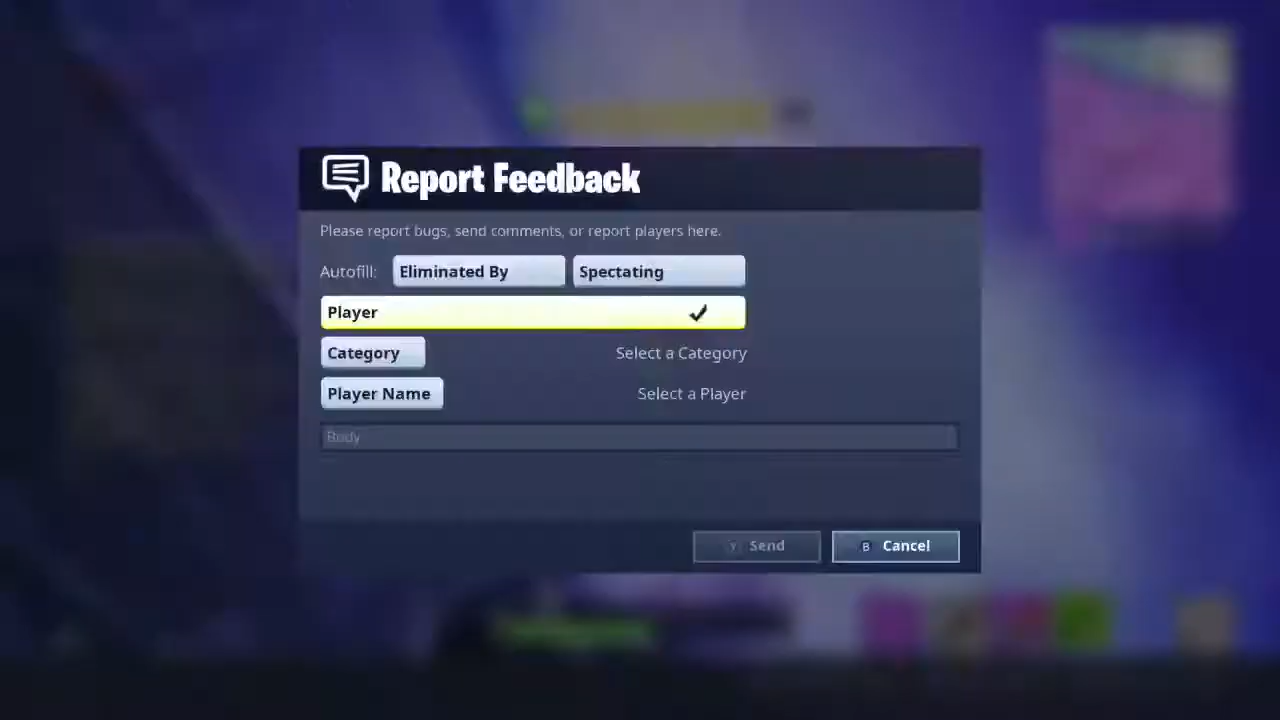 Report Feedback
Please report bugs, send comments, or report players here.
Autofill: Eliminated By Spectating
Player
Category Select a Category
Player Name Select a Player
Body
Y Send B Cancel